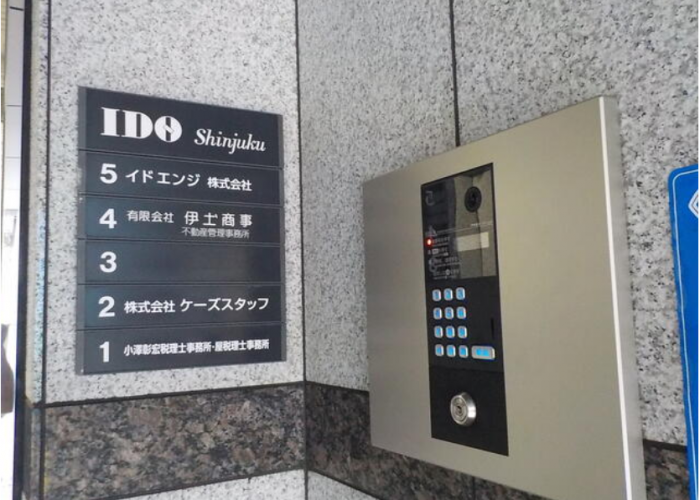 IDO Shinjuku
5 イドエンジ 株式会社
4 有限会社 伊士商事
不動産管理事務所
3
2 株式会社 ケーズスタッフ
1 小澤彰宏税理士事務所・屋税理士事務所